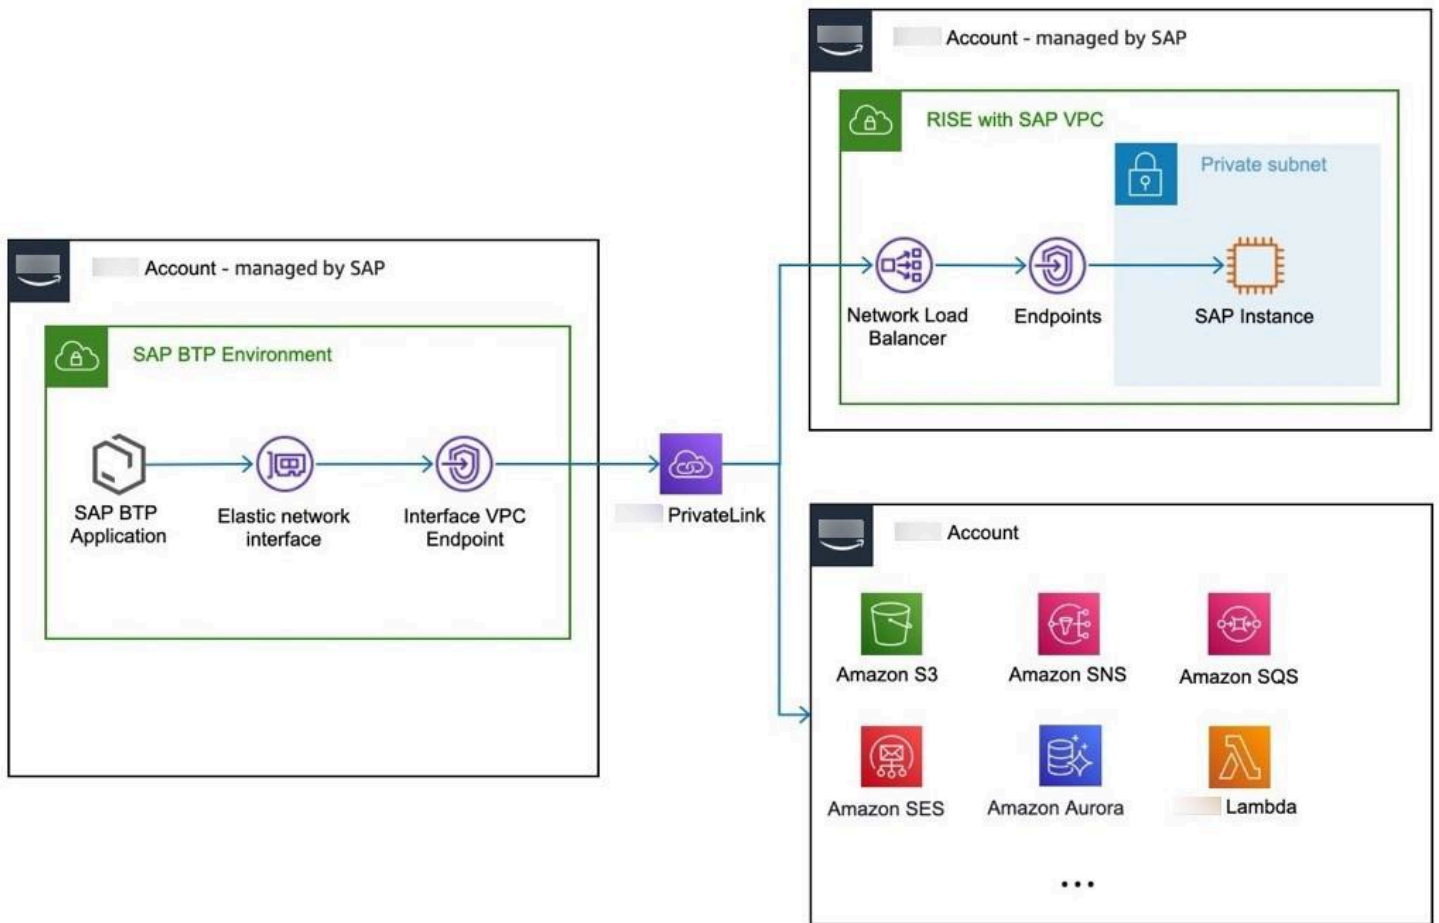 Account - managed by SAP
RISE with SAP VPC
Private subnet
Network Load
Balancer
Endpoints
SAP Instance
Account - managed by SAP
SAP BTP Environment
SAP BTP
Application
Elastic network
interface
Interface VPC
Endpoint
PrivateLink
Account
Amazon S3
Amazon SNS
Amazon SQS
Amazon SES
Amazon Aurora
Lambda
...